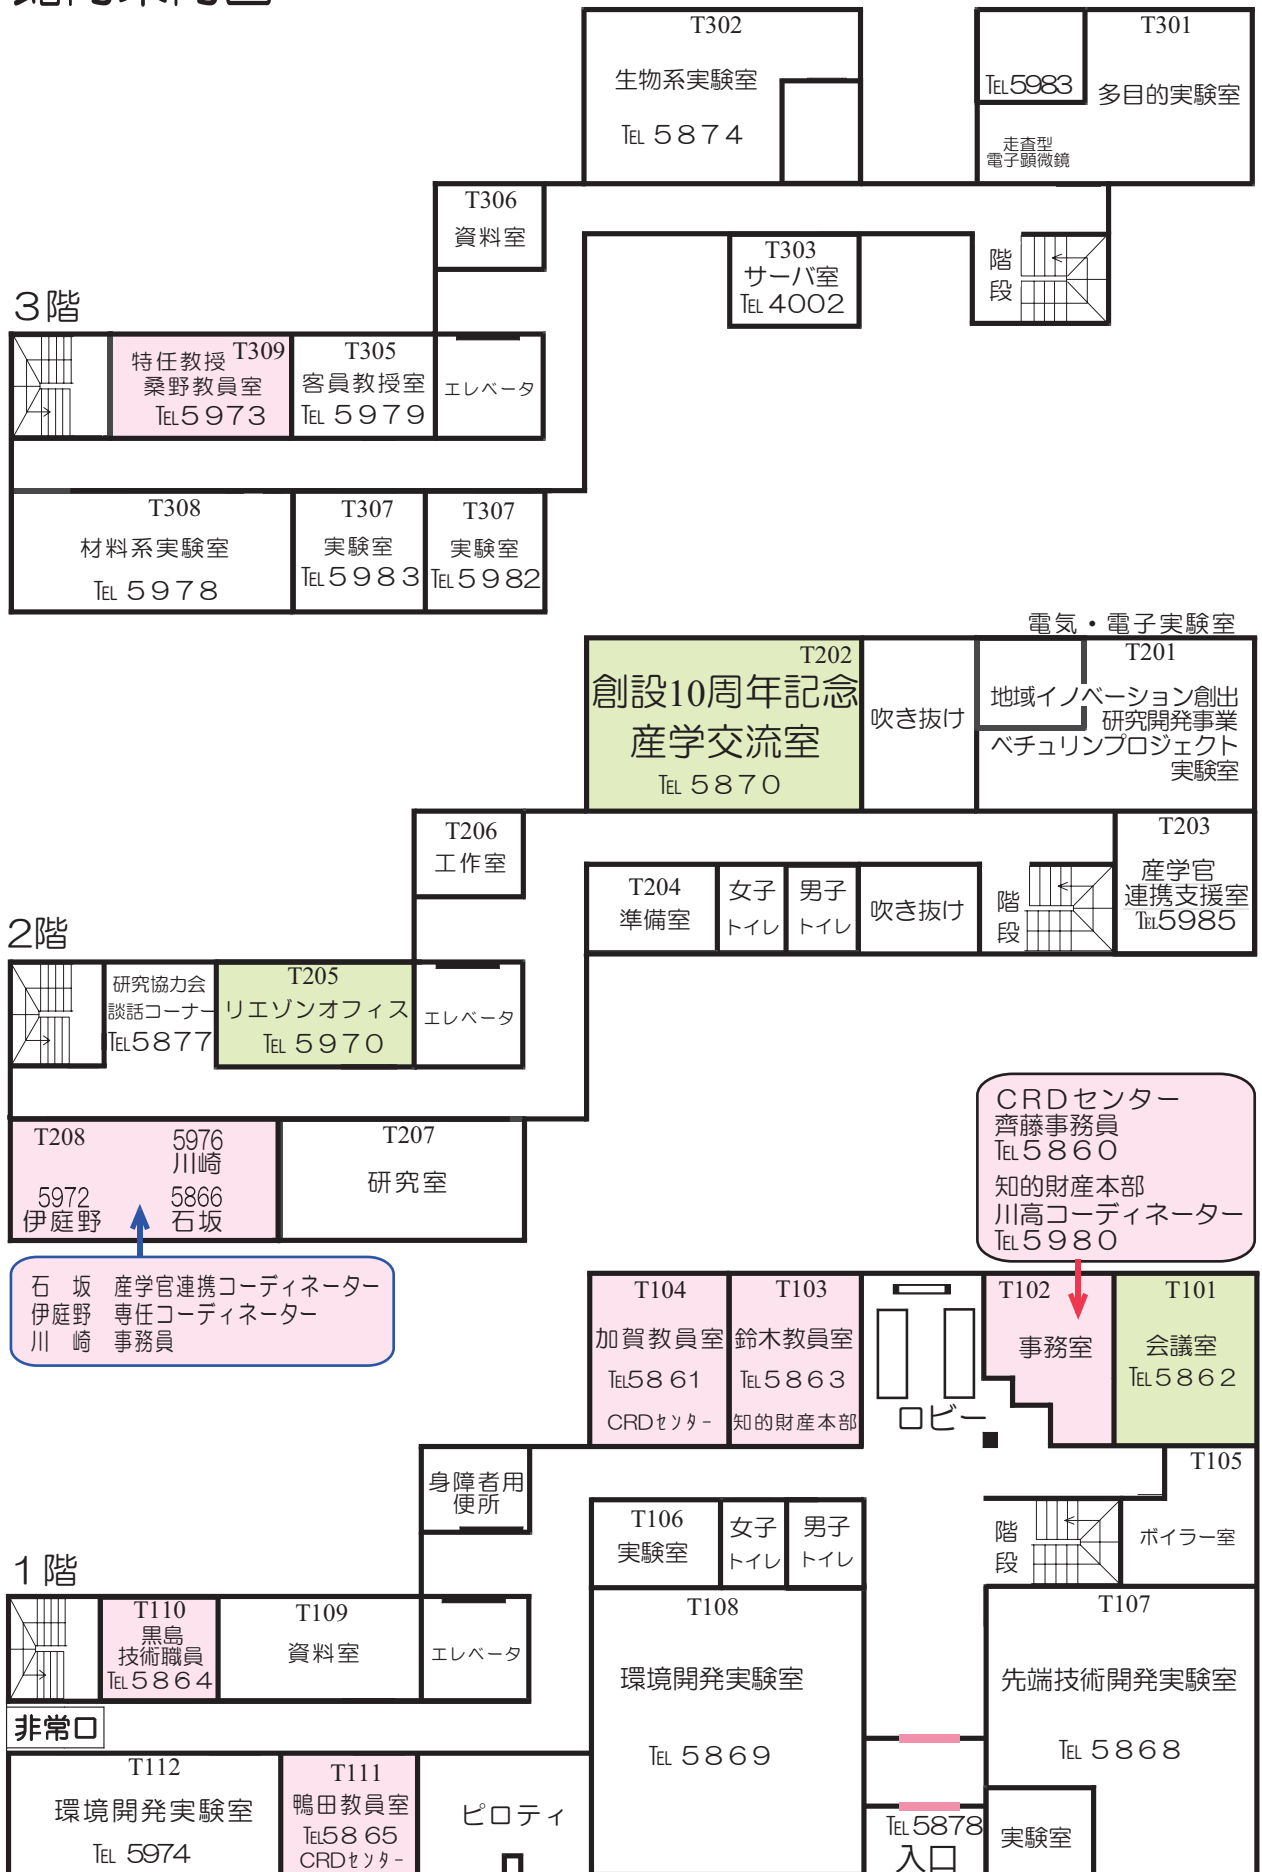 T302
生物系実験室
TEL 5874
T301
TEL5983
多目的実験室
走査型
電子顕微鏡
T306
資料室
T303
サーバ室
TEL 4002
階段
3階
特任教授 T309
桑野教員室
TEL5973
T305
客員教授室
TEL 5979
エレベータ
T308
材料系実験室
TEL 5978
T307
実験室
TEL5983
T307
実験室
TEL5982
電気・電子実験室
T202
創設10周年記念
産学交流室
TEL 5870
吹き抜け
T201
地域イノベーション創出
研究開発事業
ベチュリンプロジェクト
実験室
T206
工作室
T204
準備室
女子
トイレ
男子
トイレ
吹き抜け
階段
T203
産学官
連携支援室
TEL5985
2階
研究協力会
談話コーナー
TEL5877
T205
リエゾンオフィス
TEL 5970
エレベータ
T208
5976
川崎
5972
伊庭野
5866
石坂
T207
研究室
石 坂 産学官連携コーディネーター
伊庭野 専任コーディネーター
川 崎 事務員
CRDセンター
齊藤事務員
TEL5860
知的財産本部
川高コーディネーター
TEL5980
T104
加賀教員室
TEL5861
CRDセンター
T103
鈴木教員室
TEL5863
知的財産本部
ロビー
T102
事務室
T101
会議室
TEL5862
身障者用
便所
T106
実験室
女子
トイレ
男子
トイレ
階段
T105
ボイラー室
1階
T110
黒島
技術職員
TEL5864
T109
資料室
エレベータ
T108
環境開発実験室
TEL 5869
T107
先端技術開発実験室
TEL 5868
非常口
T112
環境開発実験室
TEL 5974
T111
鴨田教員室
TEL5865
CRDセンター
ピロティ
TEL5878
入口
実験室